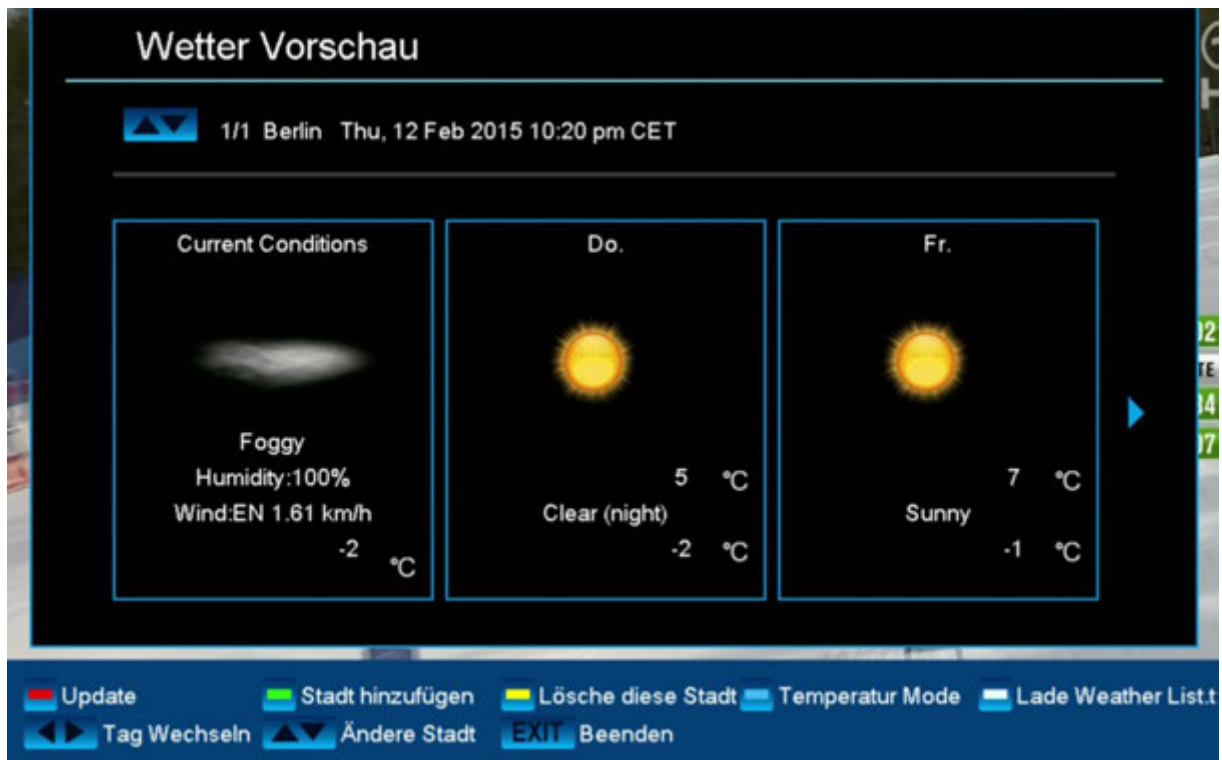 Wetter Vorschau
1/1 Berlin Thu, 12 Feb 2015 10:20 pm CET
Current Conditions
Foggy
Humidity:100%
Wind:EN 1.61 km/h
-2 °C
Do.
5 °C
Clear (night)
-2 °C
Fr.
7 °C
Sunny
-1 °C
Update Stadt hinzufügen Lösche diese Stadt Temperatur Mode Lade Weather List.t
Tag Wechseln Ändere Stadt EXIT Beenden